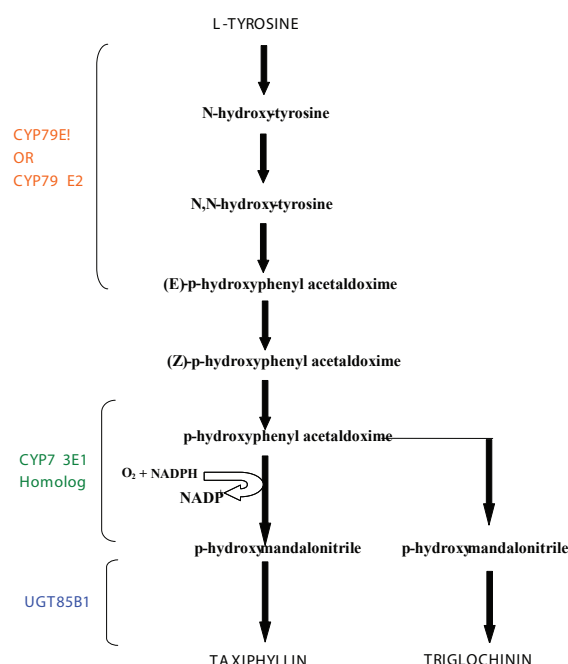 L-TYROSINE
N-hydroxy-tyrosine
CYP79E!
OR
CYP79 E2
N,N-hydroxy-tyrosine
(E)-p-hydroxyphenyl acetaldoxime
(Z)-p-hydroxyphenyl acetaldoxime
p-hydroxyphenyl acetaldoxime
CYP7 3E1
Homolog
O₂ + NADPH
NADP⁺
p-hydroxymandalonitrile
p-hydroxymandalonitrile
UGT85B1
TAXIPHYLLIN
TRIGLOCHININ